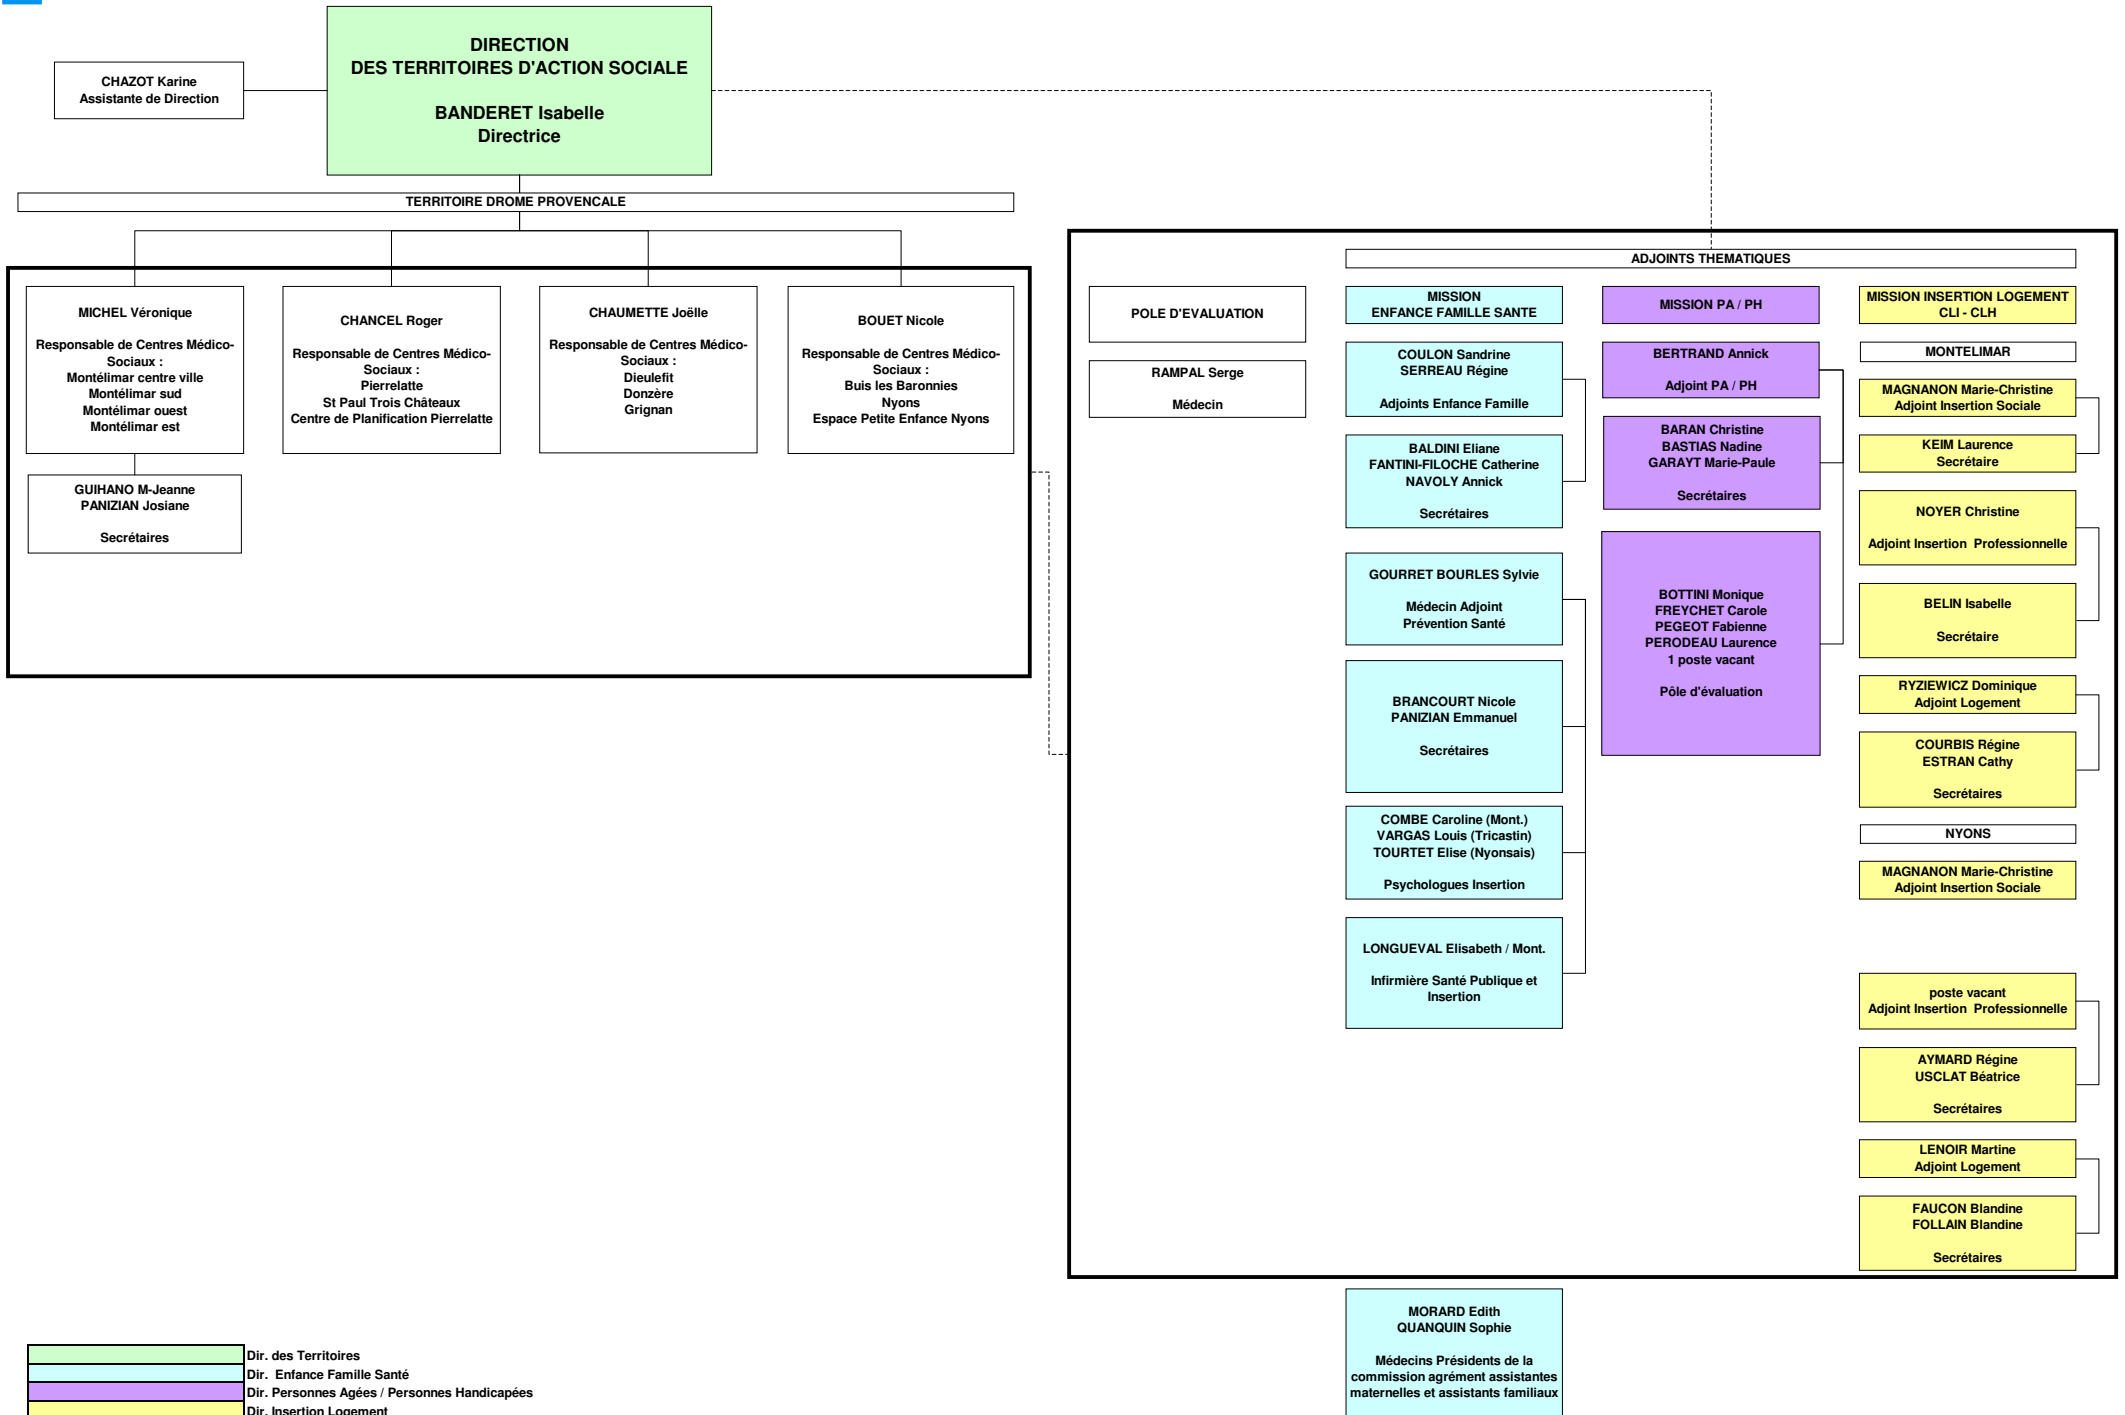 DIRECTION
DES TERRITOIRES D'ACTION SOCIALE
BANDERET Isabelle
Directrice
CHAZOT Karine
Assistante de Direction
TERRITOIRE DROME PROVENCALE
MICHEL Véronique
Responsable de Centres Médico-
Sociaux :
Montélimar centre ville
Montélimar sud
Montélimar ouest
Montélimar est
GUIHANO M-Jeanne
PANIZIAN Josiane
Secrétaires
CHANCEL Roger
Responsable de Centres Médico-
Sociaux :
Pierrelatte
St Paul Trois Châteaux
Centre de Planification Pierrelatte
CHAUMETTE Joëlle
Responsable de Centres Médico-
Sociaux :
Dieulefit
Donzère
Grignan
BOUET Nicole
Responsable de Centres Médico-
Sociaux :
Buis les Baronnies
Nyons
Espace Petite Enfance Nyons
ADJOINTS THEMATIQUES
POLE D'EVALUATION
RAMPAL Serge
Médecin
MISSION
ENFANCE FAMILLE SANTE
COULON Sandrine
SERREAU Régine
Adjoints Enfance Famille
BALDINI Eliane
FANTINI-FILOCHE Catherine
NAVOLY Annick
Secrétaires
GOURRET BOURLES Sylvie
Médecin Adjoint
Prévention Santé
BRANCOURT Nicole
PANIZIAN Emmanuel
Secrétaires
COMBE Caroline (Mont.)
VARGAS Louis (Tricastin)
TOURTET Elise (Nyonsais)
Psychologues Insertion
LONGUEVAL Elisabeth / Mont.
Infirmière Santé Publique et
Insertion
MISSION PA / PH
BERTRAND Annick
Adjoint PA / PH
BARAN Christine
BASTIAS Nadine
GARAYT Marie-Paule
Secrétaires
BOTTINI Monique
FREYCHET Carole
PEGEOT Fabienne
PERODEAU Laurence
1 poste vacant
Pôle d'évaluation
MISSION INSERTION LOGEMENT
CLI - CLH
MONTELIMAR
MAGNANON Marie-Christine
Adjoint Insertion Sociale
KEIM Laurence
Secrétaire
NOYER Christine
Adjoint Insertion  Professionnelle
BELIN Isabelle
Secrétaire
RYZIEWICZ Dominique
Adjoint Logement
COURBIS Régine
ESTRAN Cathy
Secrétaires
NYONS
MAGNANON Marie-Christine
Adjoint Insertion Sociale
poste vacant
Adjoint Insertion  Professionnelle
AYMARD Régine
USCLAT Béatrice
Secrétaires
LENOIR Martine
Adjoint Logement
FAUCON Blandine
FOLLAIN Blandine
Secrétaires
MORARD Edith
QUANQUIN Sophie
Médecins Présidents de la
commission agrément assistantes
maternelles et assistants familiaux
Dir. des Territoires
Dir.  Enfance Famille Santé
Dir. Personnes Agées / Personnes Handicapées
Dir. Insertion Logement